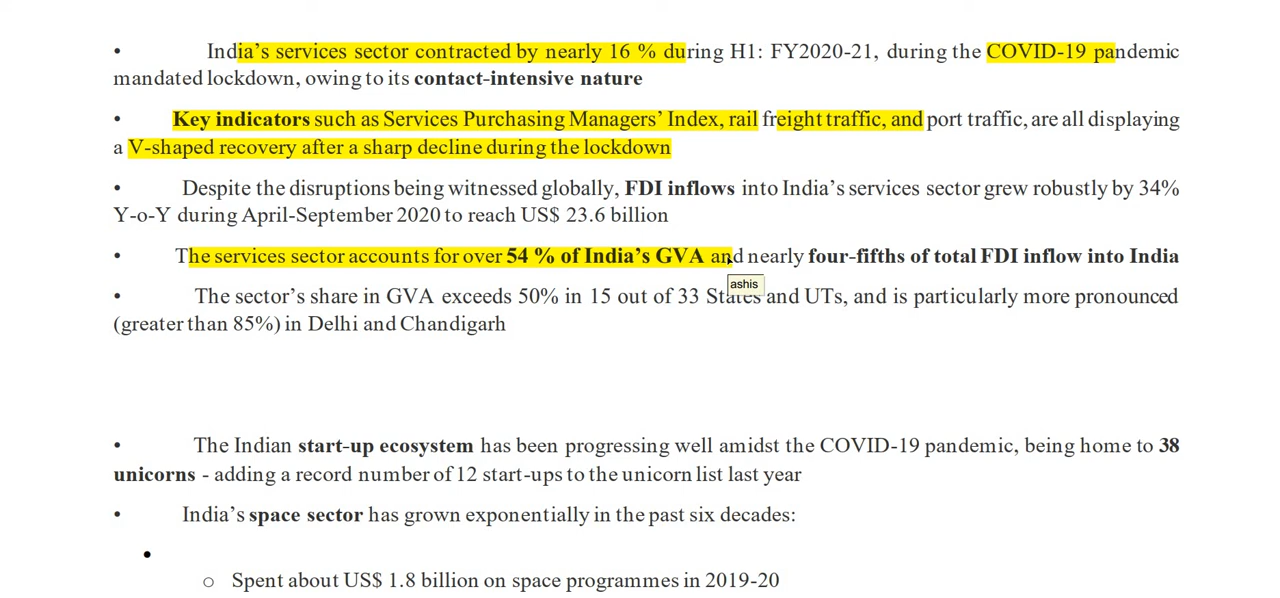 • India’s services sector contracted by nearly 16 % during H1: FY2020-21, during the COVID-19 pandemic
mandated lockdown, owing to its contact-intensive nature
• Key indicators such as Services Purchasing Managers’ Index, rail freight traffic, and port traffic, are all displaying
a V-shaped recovery after a sharp decline during the lockdown
• Despite the disruptions being witnessed globally, FDI inflows into India’s services sector grew robustly by 34%
Y-o-Y during April-September 2020 to reach US$ 23.6 billion
• The services sector accounts for over 54 % of India’s GVA and nearly four-fifths of total FDI inflow into India
ashis
• The sector’s share in GVA exceeds 50% in 15 out of 33 States and UTs, and is particularly more pronounced
(greater than 85%) in Delhi and Chandigarh
• The Indian start-up ecosystem has been progressing well amidst the COVID-19 pandemic, being home to 38
unicorns - adding a record number of 12 start-ups to the unicorn list last year
• India’s space sector has grown exponentially in the past six decades:
•
o Spent about US$ 1.8 billion on space programmes in 2019-20